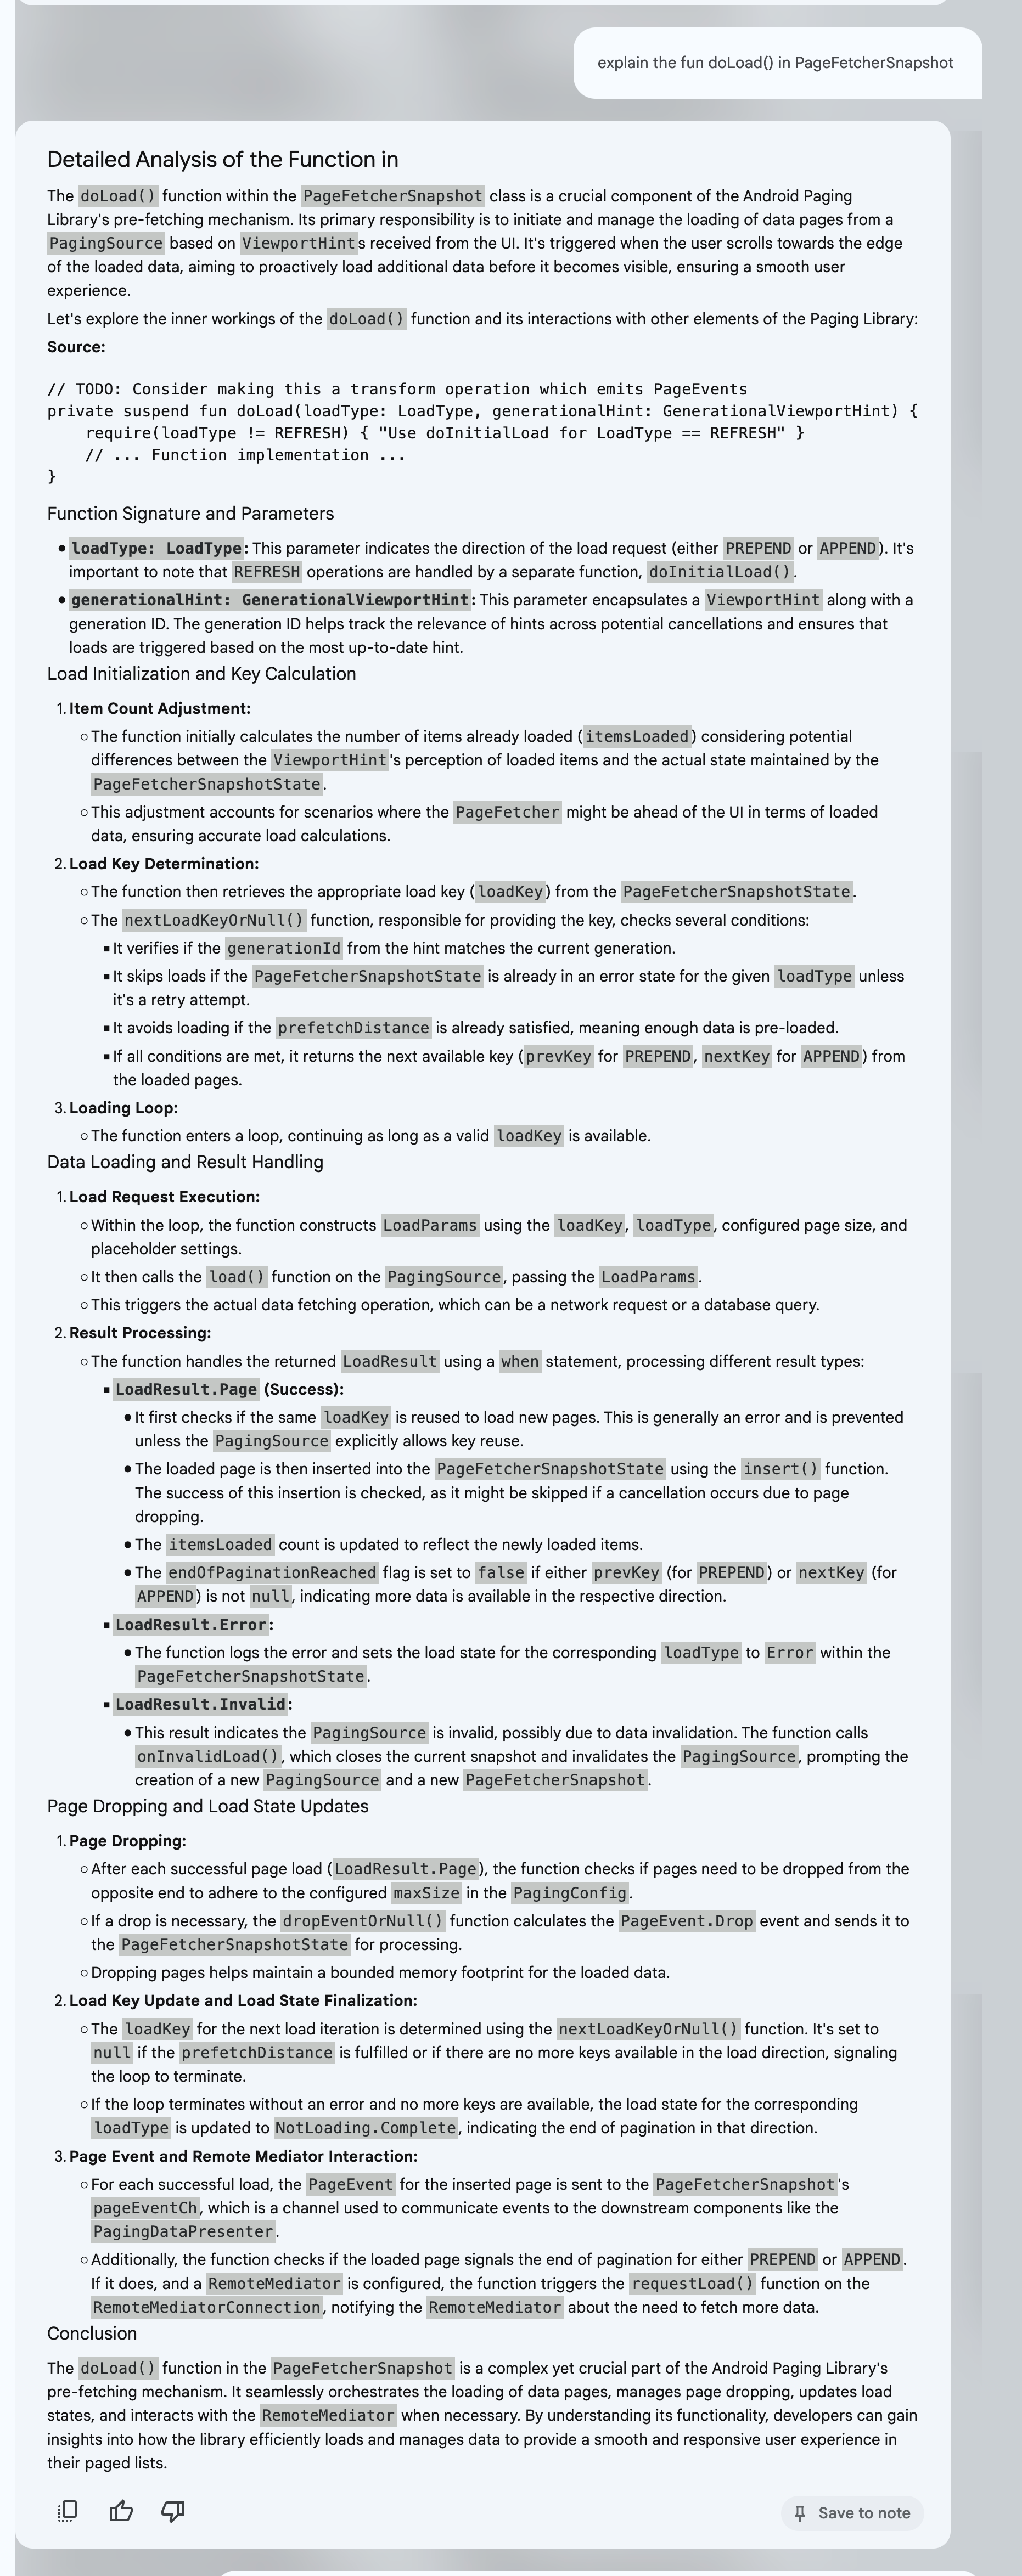 explain the fun doLoad() in PageFetcherSnapshot
Detailed Analysis of the Function in
The doLoad() function within the PageFetcherSnapshot class is a crucial component of the Android Paging
Library's pre-fetching mechanism. Its primary responsibility is to initiate and manage the loading of data pages from a
PagingSource based on ViewportHints received from the UI. It's triggered when the user scrolls towards the edge
of the loaded data, aiming to proactively load additional data before it becomes visible, ensuring a smooth user
experience.
Let's explore the inner workings of the doLoad() function and its interactions with other elements of the Paging Library:
Source:
// TODO: Consider making this a transform operation which emits PageEvents
private suspend fun doLoad(loadType: LoadType, generationalHint: GenerationalViewportHint) {
    require(loadType != REFRESH) { "Use doInitialLoad for LoadType == REFRESH" }
    // ... Function implementation ...
}
Function Signature and Parameters
● loadType: LoadType: This parameter indicates the direction of the load request (either PREPEND or APPEND). It's
important to note that REFRESH operations are handled by a separate function, doInitialLoad().
● generationalHint: GenerationalViewportHint: This parameter encapsulates a ViewportHint along with a
generation ID. The generation ID helps track the relevance of hints across potential cancellations and ensures that
loads are triggered based on the most up-to-date hint.
Load Initialization and Key Calculation
1. Item Count Adjustment:
○ The function initially calculates the number of items already loaded (itemsLoaded) considering potential
differences between the ViewportHint's perception of loaded items and the actual state maintained by the
PageFetcherSnapshotState.
○ This adjustment accounts for scenarios where the PageFetcher might be ahead of the UI in terms of loaded
data, ensuring accurate load calculations.
2. Load Key Determination:
○ The function then retrieves the appropriate load key (loadKey) from the PageFetcherSnapshotState.
○ The nextLoadKeyOrNull() function, responsible for providing the key, checks several conditions:
■ It verifies if the generationId from the hint matches the current generation.
■ It skips loads if the PageFetcherSnapshotState is already in an error state for the given loadType unless
it's a retry attempt.
■ It avoids loading if the prefetchDistance is already satisfied, meaning enough data is pre-loaded.
■ If all conditions are met, it returns the next available key (prevKey for PREPEND, nextKey for APPEND) from
the loaded pages.
3. Loading Loop:
○ The function enters a loop, continuing as long as a valid loadKey is available.
Data Loading and Result Handling
1. Load Request Execution:
○ Within the loop, the function constructs LoadParams using the loadKey, loadType, configured page size, and
placeholder settings.
○ It then calls the load() function on the PagingSource, passing the LoadParams.
○ This triggers the actual data fetching operation, which can be a network request or a database query.
2. Result Processing:
○ The function handles the returned LoadResult using a when statement, processing different result types:
■ LoadResult.Page (Success):
● It first checks if the same loadKey is reused to load new pages. This is generally an error and is prevented
unless the PagingSource explicitly allows key reuse.
● The loaded page is then inserted into the PageFetcherSnapshotState using the insert() function.
The success of this insertion is checked, as it might be skipped if a cancellation occurs due to page
dropping.
● The itemsLoaded count is updated to reflect the newly loaded items.
● The endOfPaginationReached flag is set to false if either prevKey (for PREPEND) or nextKey (for
APPEND) is not null, indicating more data is available in the respective direction.
■ LoadResult.Error:
● The function logs the error and sets the load state for the corresponding loadType to Error within the
PageFetcherSnapshotState.
■ LoadResult.Invalid:
● This result indicates the PagingSource is invalid, possibly due to data invalidation. The function calls
onInvalidLoad(), which closes the current snapshot and invalidates the PagingSource, prompting the
creation of a new PagingSource and a new PageFetcherSnapshot.
Page Dropping and Load State Updates
1. Page Dropping:
○ After each successful page load (LoadResult.Page), the function checks if pages need to be dropped from the
opposite end to adhere to the configured maxSize in the PagingConfig.
○ If a drop is necessary, the dropEventOrNull() function calculates the PageEvent.Drop event and sends it to
the PageFetcherSnapshotState for processing.
○ Dropping pages helps maintain a bounded memory footprint for the loaded data.
2. Load Key Update and Load State Finalization:
○ The loadKey for the next load iteration is determined using the nextLoadKeyOrNull() function. It's set to
null if the prefetchDistance is fulfilled or if there are no more keys available in the load direction, signaling
the loop to terminate.
○ If the loop terminates without an error and no more keys are available, the load state for the corresponding
loadType is updated to NotLoading.Complete, indicating the end of pagination in that direction.
3. Page Event and Remote Mediator Interaction:
○ For each successful load, the PageEvent for the inserted page is sent to the PageFetcherSnapshot's
pageEventCh, which is a channel used to communicate events to the downstream components like the
PagingDataPresenter.
○ Additionally, the function checks if the loaded page signals the end of pagination for either PREPEND or APPEND.
If it does, and a RemoteMediator is configured, the function triggers the requestLoad() function on the
RemoteMediatorConnection, notifying the RemoteMediator about the need to fetch more data.
Conclusion
The doLoad() function in the PageFetcherSnapshot is a complex yet crucial part of the Android Paging Library's
pre-fetching mechanism. It seamlessly orchestrates the loading of data pages, manages page dropping, updates load
states, and interacts with the RemoteMediator when necessary. By understanding its functionality, developers can gain
insights into how the library efficiently loads and manages data to provide a smooth and responsive user experience in
their paged lists.
Save to note